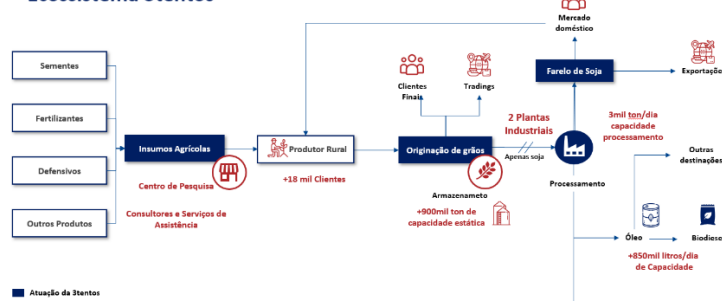 Ecossistema 3tentos
Mercado
doméstico
Sementes
Clientes
Finais
Tradings
Farelo de Soja
Exportação
Fertilizantes
2 Plantas
Industriais
3mil ton/dia
capacidade
processamento
Insumos Agrícolas
Produtor Rural
Originação de grãos
Apenas soja
Outras
destinações
Defensivos
Centro de Pesquisa
+18 mil Clientes
Processamento
Armazenameto
Consultores e Serviços de
Assistência
+900mil ton de
capacidade estática
Outros Produtos
Óleo
Biodiesel
+850mil litros/dia
de Capacidade
Atuação da 3tentos